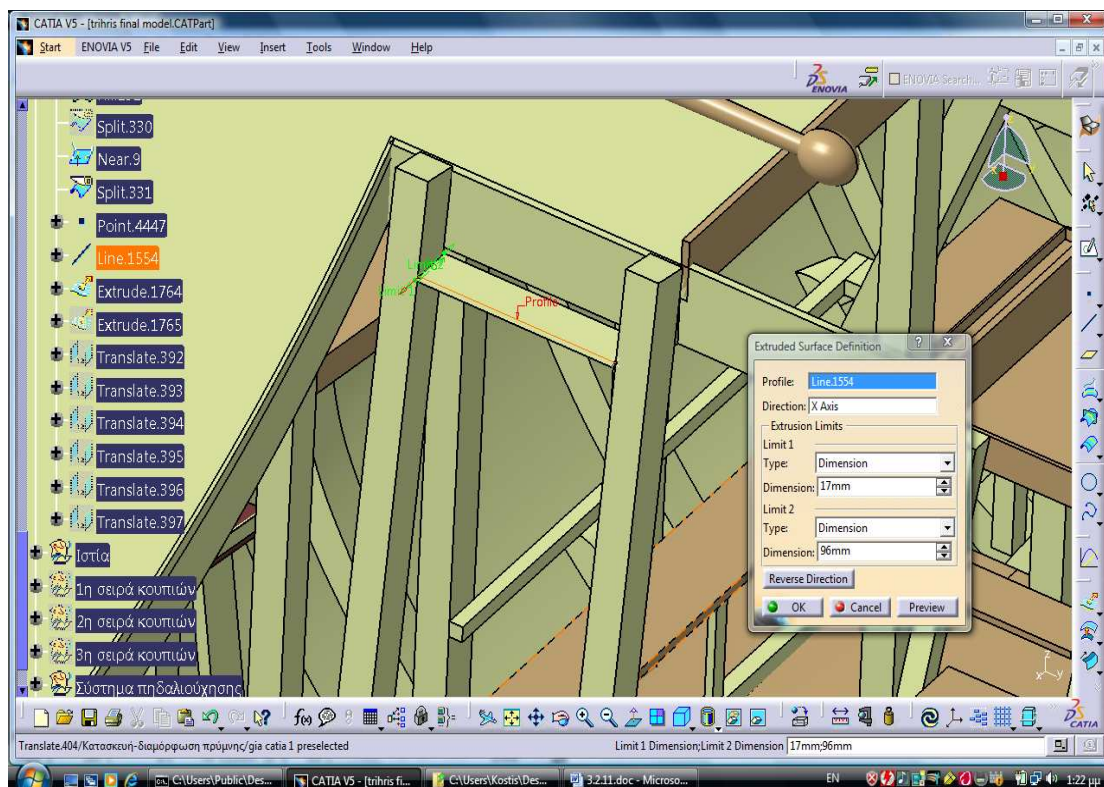 CATIA V5 - [trihris final model.CATPart]
Start ENOVIA V5 File Edit View Insert Tools Window Help
ENOVIA
ENOVIA Search...
Split.330
Near.9
Split.331
Point.4447
Line.1554
Extrude.1764
Extrude.1765
Translate.392
Translate.393
Translate.394
Translate.395
Translate.396
Translate.397
Ιστία
1η σειρά κουπιών
2η σειρά κουπιών
3η σειρά κουπιών
Σύστημα πηδαλιούχησης
Profile
Extruded Surface Definition
Profile: Line.1554
Direction: X Axis
Extrusion Limits
Limit 1
Type: Dimension
Dimension: 17mm
Limit 2
Type: Dimension
Dimension: 96mm
Reverse Direction
OK Cancel Preview
z
x y
f(x)
CATIA
Translate.404/Κατασκευή-διαμόρφωση πρύμνης/gia catia 1 preselected
Limit 1 Dimension;Limit 2 Dimension 17mm;96mm
C:\Users\Public\Des...
CATIA V5 - [trihris fi...
C:\Users\Kostis\Des...
3.2.11.doc - Microso...
EN
1:22 μμ